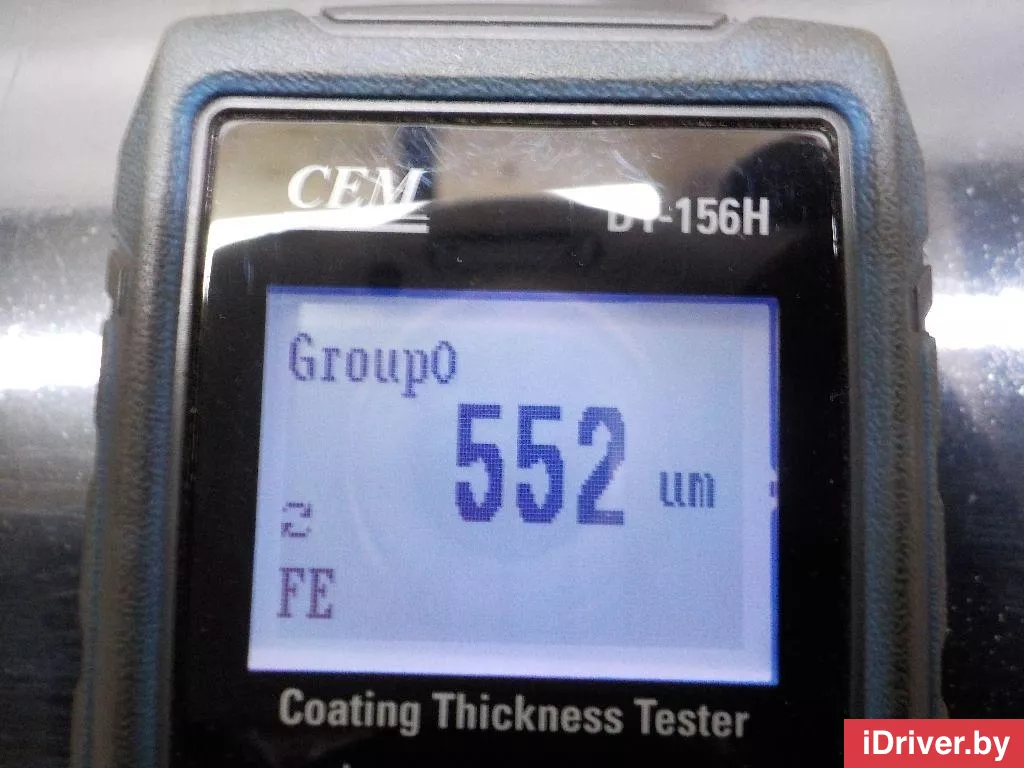 CEM
DT-156H
Group0
552 um
FE
Coating Thickness Tester
iDriver.by